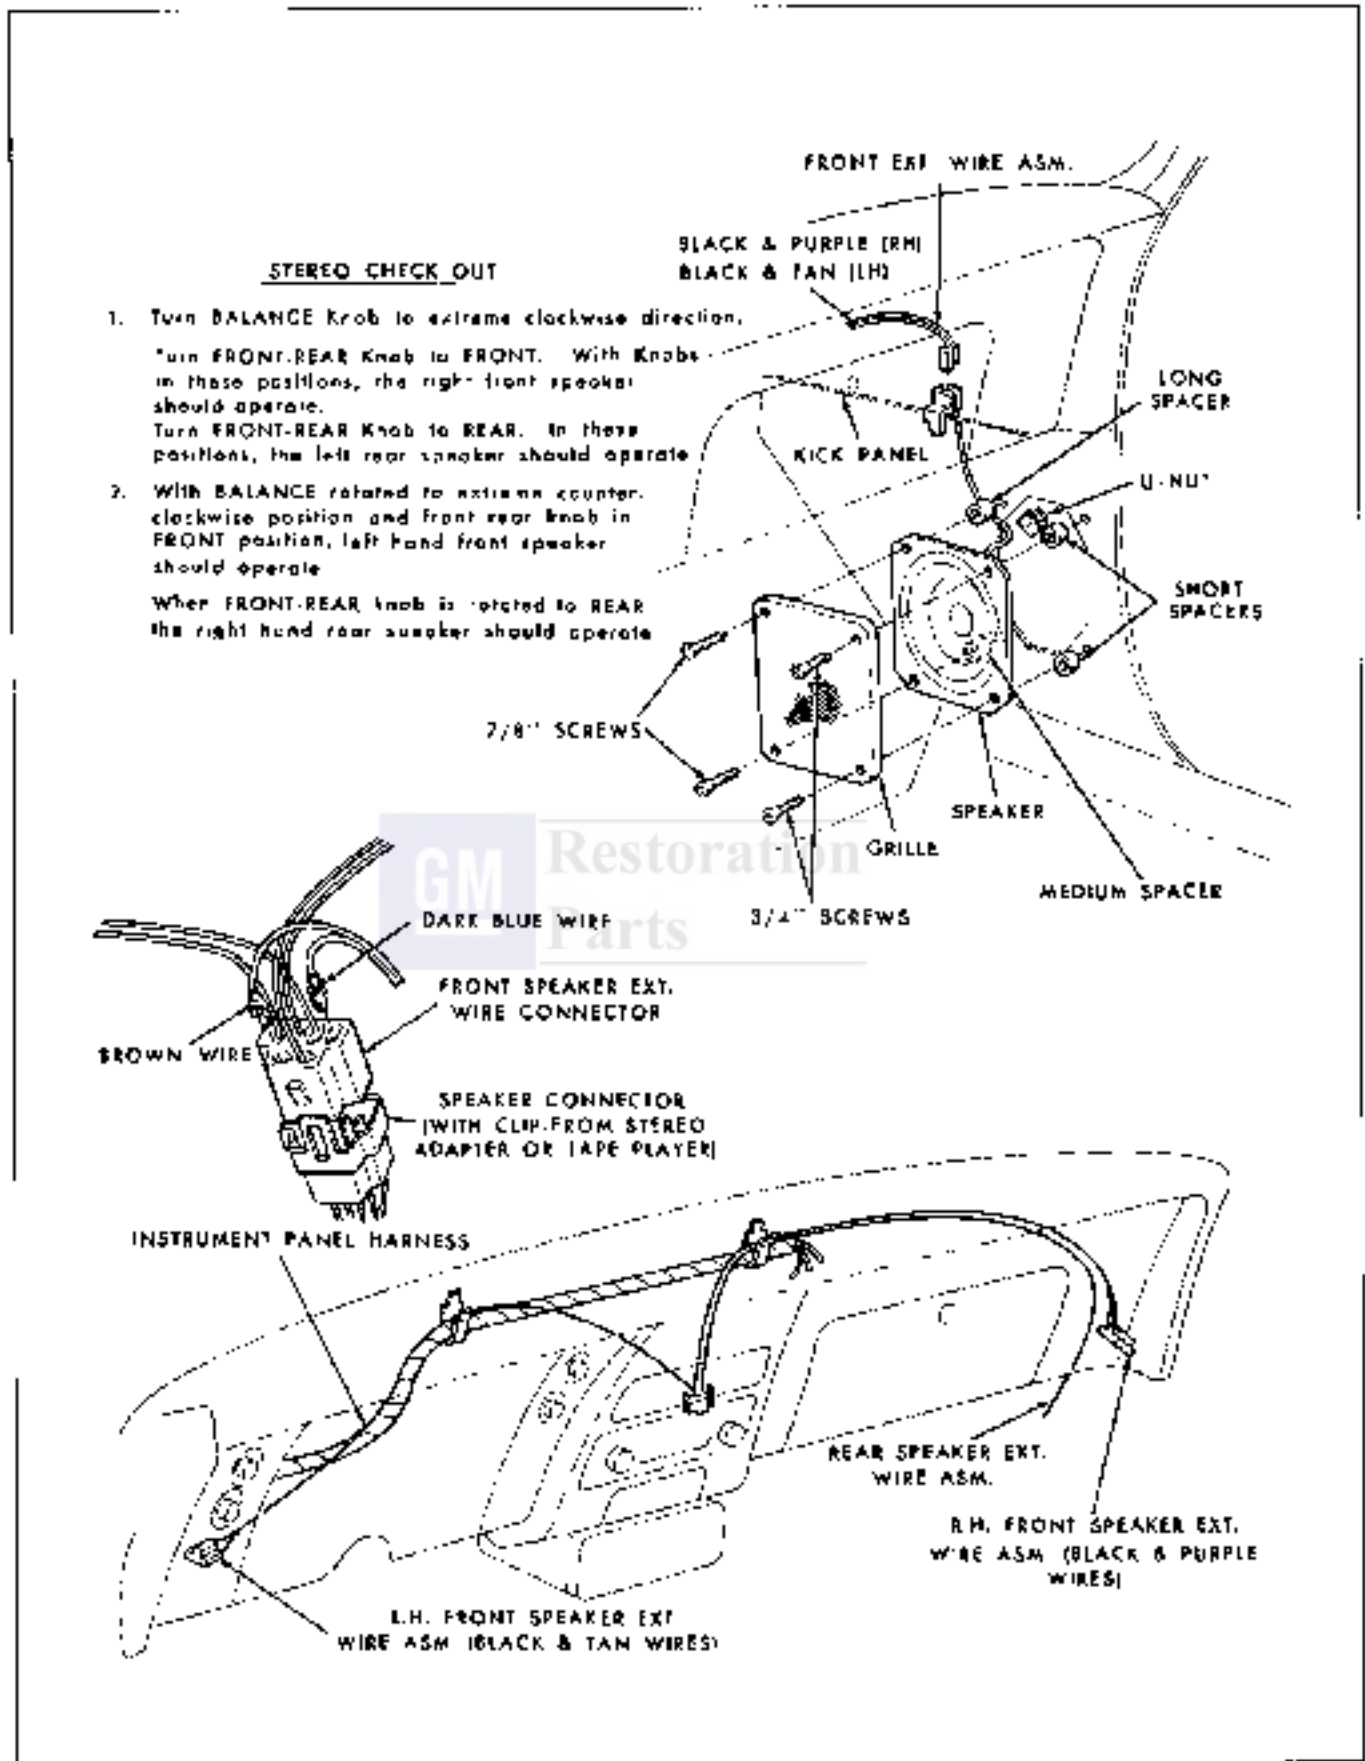 FRONT EXT. WIRE ASM.
BLACK & PURPLE (RH)
BLACK & TAN (LH)
STEREO CHECK OUT
1. Turn BALANCE Knob to extreme clockwise direction.
Turn FRONT-REAR Knob to FRONT. With Knobs
in these positions, the right front speaker
should operate.
Turn FRONT-REAR Knob to REAR. In these
positions, the left rear speaker should operate
2. With BALANCE rotated to extreme counter-
clockwise position and front rear knob in
FRONT position, left hand front speaker
should operate
When FRONT-REAR knob is rotated to REAR
the right hand rear speaker should operate
LONG
SPACER
KICK PANEL
U-NUT
SHORT
SPACERS
7/8" SCREWS
SPEAKER
GRILLE
MEDIUM SPACER
3/4" SCREWS
GM
Restoration
Parts
DARK BLUE WIRE
FRONT SPEAKER EXT.
WIRE CONNECTOR
BROWN WIRE
SPEAKER CONNECTOR
(WITH CLIP-FROM STEREO
ADAPTER OR TAPE PLAYER)
INSTRUMENT PANEL HARNESS
REAR SPEAKER EXT.
WIRE ASM.
R.H. FRONT SPEAKER EXT.
WIRE ASM (BLACK & PURPLE
WIRES)
L.H. FRONT SPEAKER EXT
WIRE ASM (BLACK & TAN WIRES)